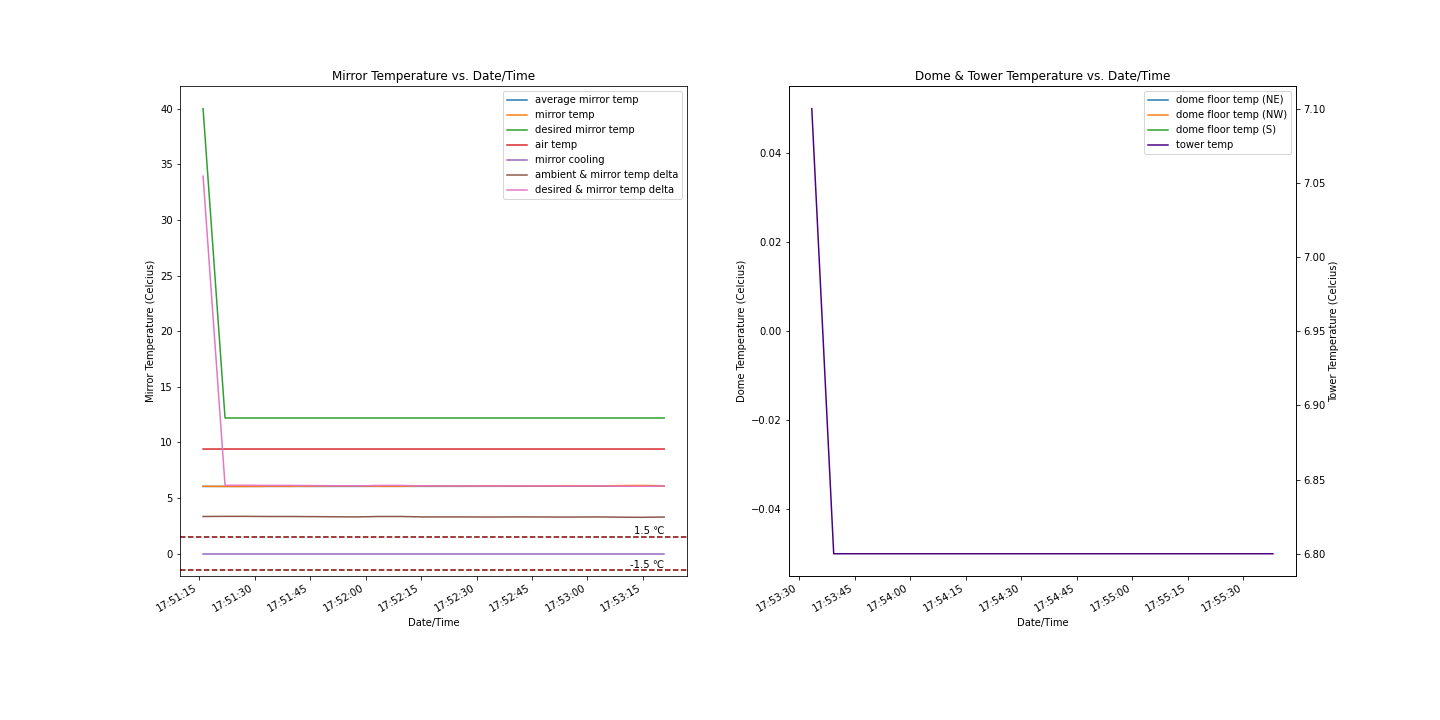 Mirror Temperature vs. Date/Time
average mirror temp
mirror temp
desired mirror temp
air temp
mirror cooling
ambient & mirror temp delta
desired & mirror temp delta
Mirror Temperature (Celcius)
40
35
30
25
20
15
10
5
0
1.5 °C
-1.5 °C
17:51:15
17:51:30
17:51:45
17:52:00
17:52:15
17:52:30
17:52:45
17:53:00
17:53:15
Date/Time
Dome & Tower Temperature vs. Date/Time
dome floor temp (NE)
dome floor temp (NW)
dome floor temp (S)
tower temp
Dome Temperature (Celcius)
0.04
0.02
0.00
−0.02
−0.04
7.10
7.05
7.00
6.95
6.90
6.85
6.80
Tower Temperature (Celcius)
17:53:30
17:53:45
17:54:00
17:54:15
17:54:30
17:54:45
17:55:00
17:55:15
17:55:30
Date/Time